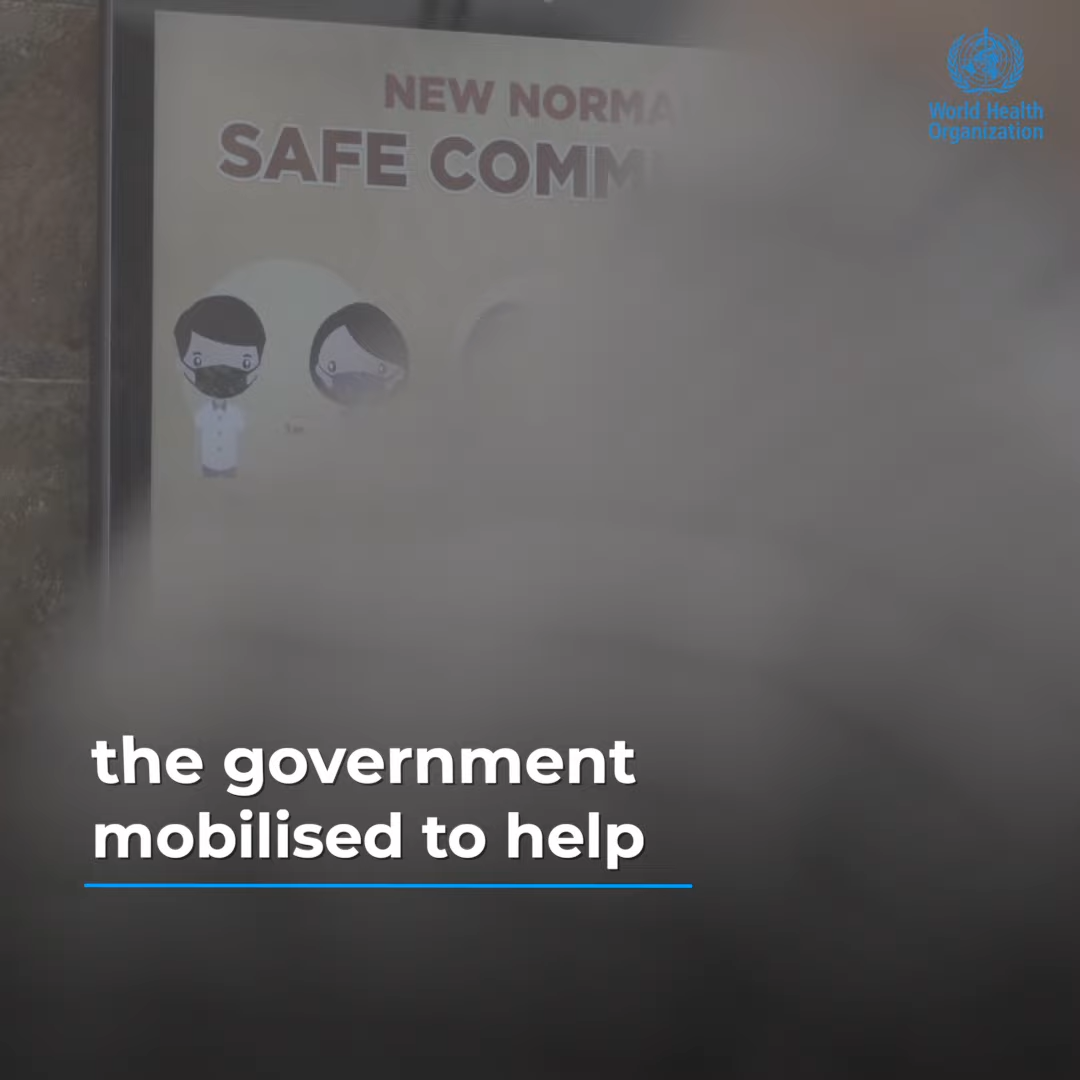 World Health
Organization
NEW NORMA
SAFE COMM
the government
mobilised to help